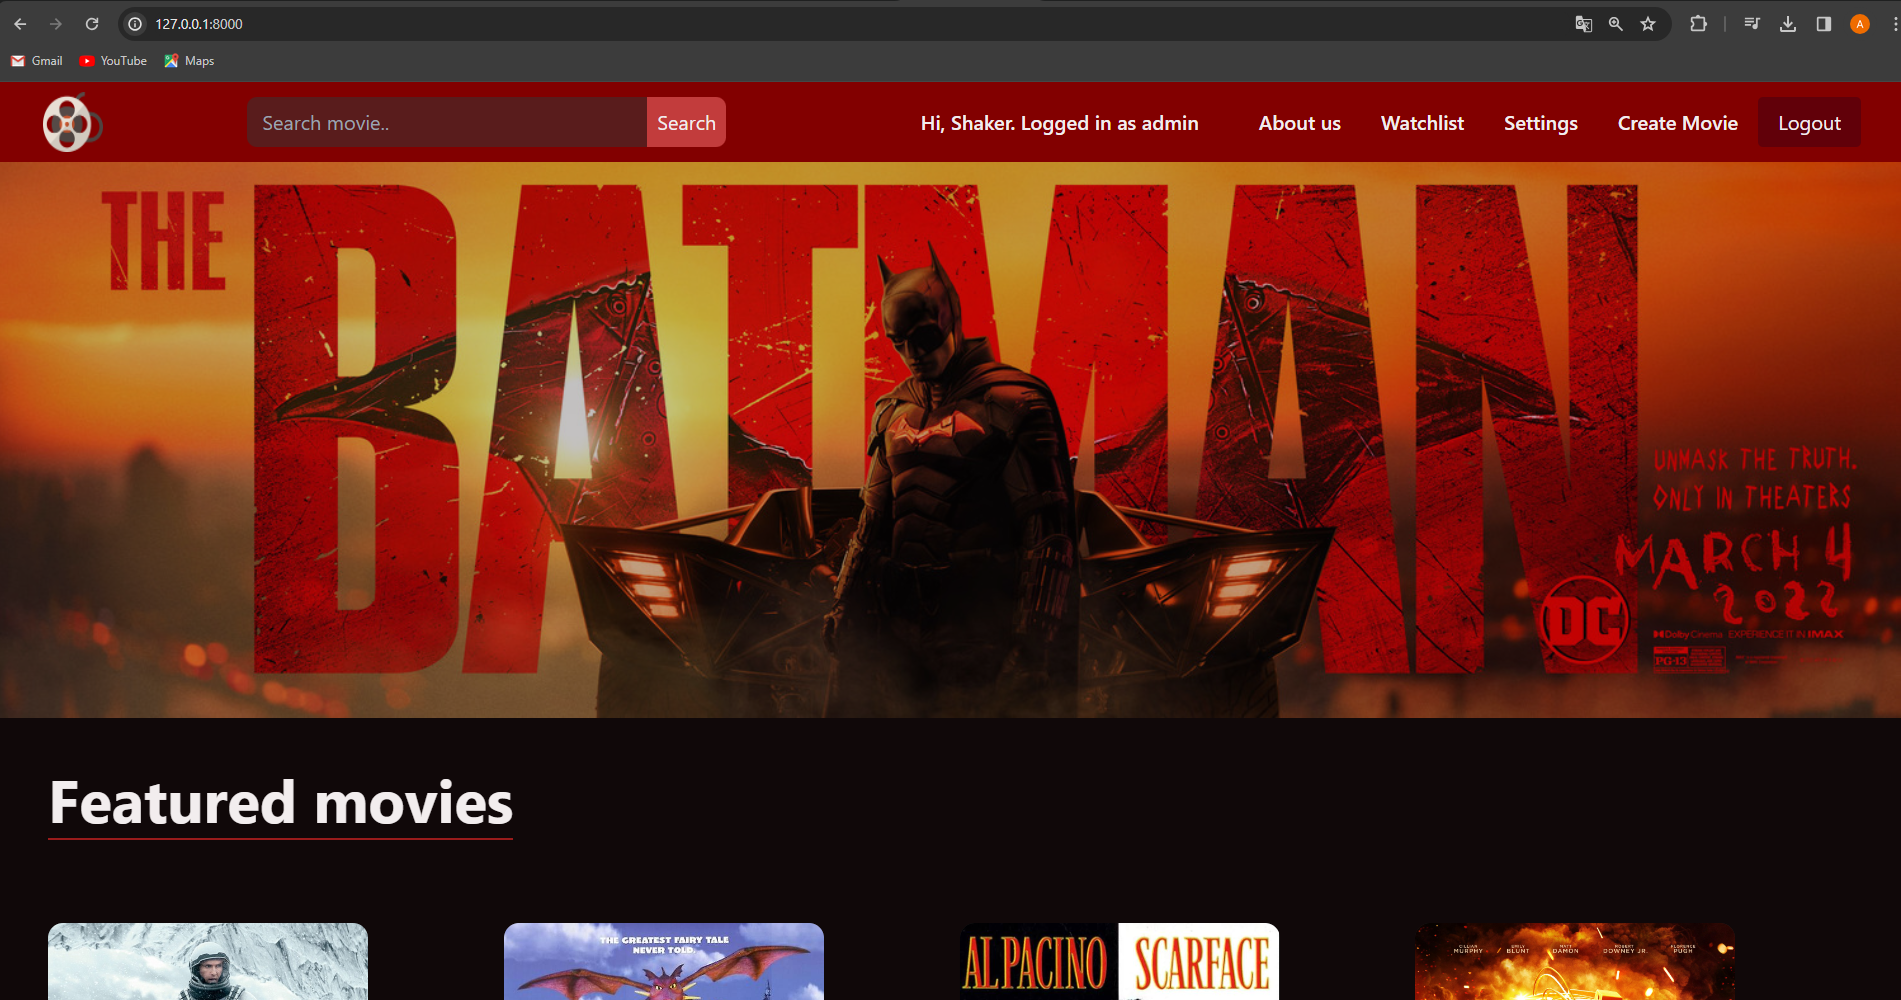 127.0.0.1:8000
A
Gmail YouTube Maps
Search movie.. Search Hi, Shaker. Logged in as admin About us Watchlist Settings Create Movie Logout
THE BATMAN
UNMASK THE TRUTH.
ONLY IN THEATERS
MARCH 4
2022
DC
Dolby Cinema EXPERIENCE IT IN IMAX
PG-13
Featured movies
THE GREATEST FAIRY TALE
NEVER TOLD.
AL PACINO SCARFACE
CILLIAN MURPHY / EMILY BLUNT / MATT DAMON / ROBERT DOWNEY JR. / FLORENCE PUGH